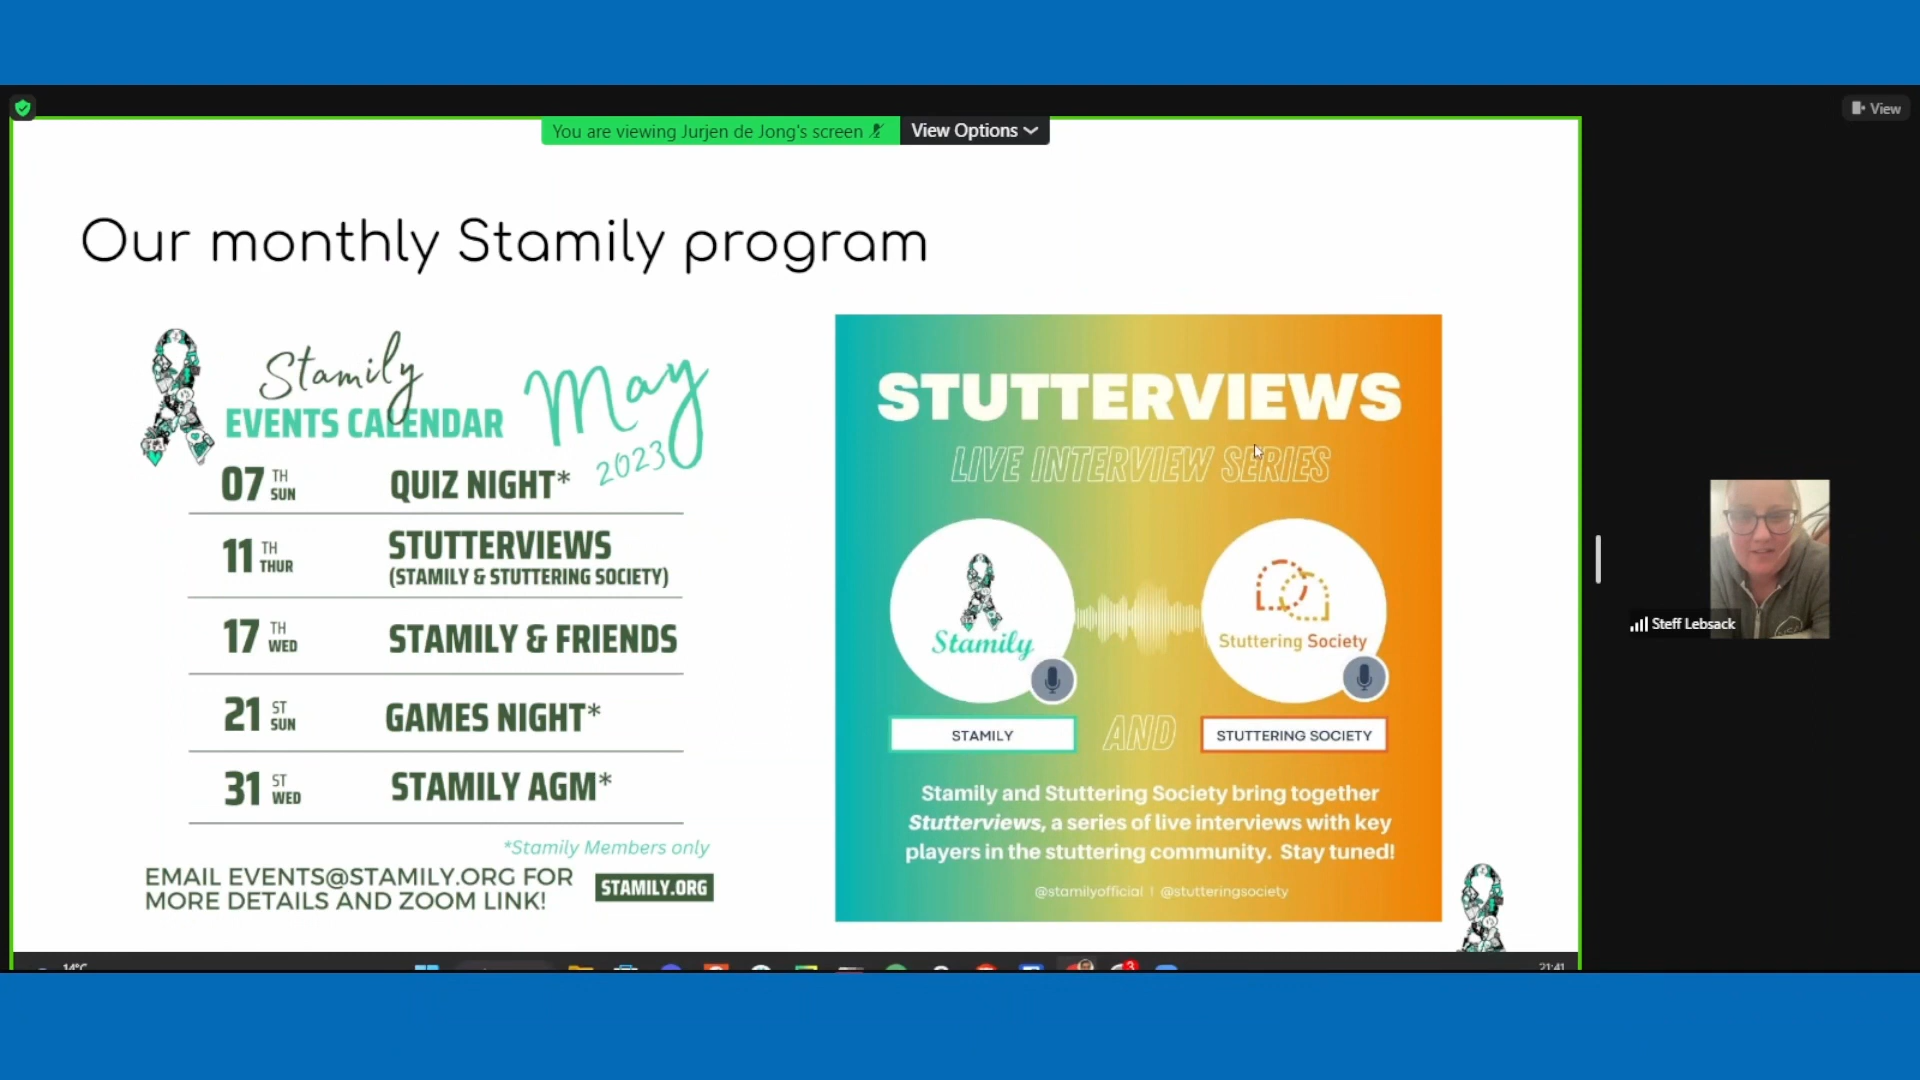 You are viewing Jurjen de Jong's screen
View Options
View
Our monthly Stamily program
Stamily
EVENTS CALENDAR
May
2023
07 TH SUN QUIZ NIGHT*
11 TH THUR STUTTERVIEWS
(STAMILY & STUTTERING SOCIETY)
17 TH WED STAMILY & FRIENDS
21 ST SUN GAMES NIGHT*
31 ST WED STAMILY AGM*
*Stamily Members only
EMAIL EVENTS@STAMILY.ORG FOR
MORE DETAILS AND ZOOM LINK!
STAMILY.ORG
STUTTERVIEWS
LIVE INTERVIEW SERIES
Stamily
Stuttering Society
STAMILY
AND
STUTTERING SOCIETY
Stamily and Stuttering Society bring together
Stutterviews, a series of live interviews with key
players in the stuttering community. Stay tuned!
@stamilyofficial | @stutteringsociety
Steff Lebsack
14°C
3
21:41